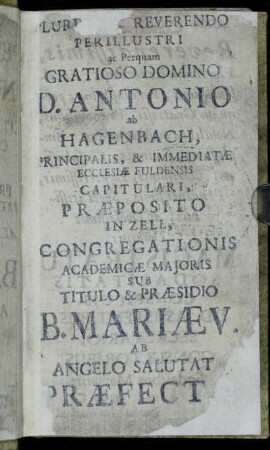 REVERENDO
PERILLUSTRI
ac Perquam
GRATIOSO DOMINO
D. ANTONIO
ab
HAGENBACH,
PRINCIPALIS, & IMMEDIATÆ
ECCLESIÆ FULDENSIS
CAPITULARI,
PRÆPOSITO
IN ZELL,
CONGREGATIONIS
ACADEMICÆ MAJORIS
SUB
TITULO & PRÆSIDIO
B. MARIÆ V.
AB
ANGELO SALUTAT
PRÆFECT